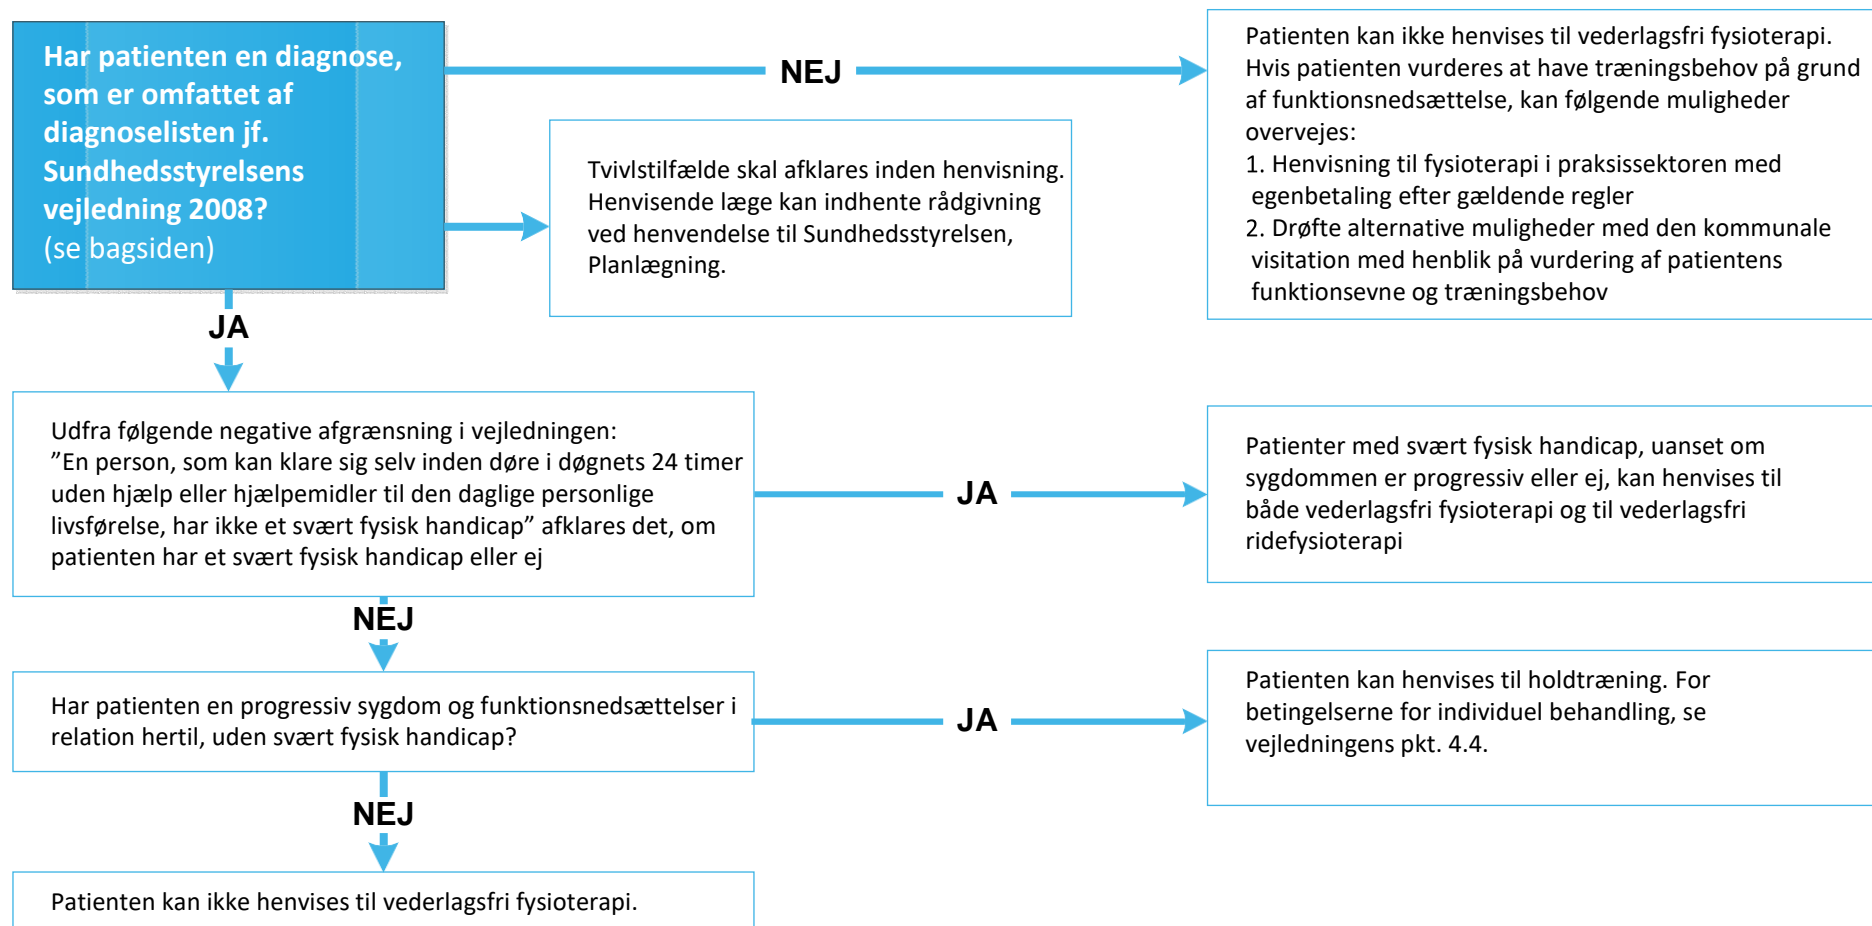 Har patienten en diagnose,
som er omfattet af
diagnoselisten jf.
Sundhedsstyrelsens
vejledning 2008?
(se bagsiden)
NEJ
Patienten kan ikke henvises til vederlagsfri fysioterapi.
Hvis patienten vurderes at have træningsbehov på grund
af funktionsnedsættelse, kan følgende muligheder
overvejes:
1. Henvisning til fysioterapi i praksissektoren med
egenbetaling efter gældende regler
2. Drøfte alternative muligheder med den kommunale
visitation med henblik på vurdering af patientens
funktionsevne og træningsbehov
Tvivlstilfælde skal afklares inden henvisning.
Henvisende læge kan indhente rådgivning
ved henvendelse til Sundhedsstyrelsen,
Planlægning.
JA
Udfra følgende negative afgrænsning i vejledningen:
”En person, som kan klare sig selv inden døre i døgnets 24 timer
uden hjælp eller hjælpemidler til den daglige personlige
livsførelse, har ikke et svært fysisk handicap” afklares det, om
patienten har et svært fysisk handicap eller ej
JA
Patienter med svært fysisk handicap, uanset om
sygdommen er progressiv eller ej, kan henvises til
både vederlagsfri fysioterapi og til vederlagsfri
ridefysioterapi
NEJ
Har patienten en progressiv sygdom og funktionsnedsættelser i
relation hertil, uden svært fysisk handicap?
JA
Patienten kan henvises til holdtræning. For
betingelserne for individuel behandling, se
vejledningens pkt. 4.4.
NEJ
Patienten kan ikke henvises til vederlagsfri fysioterapi.